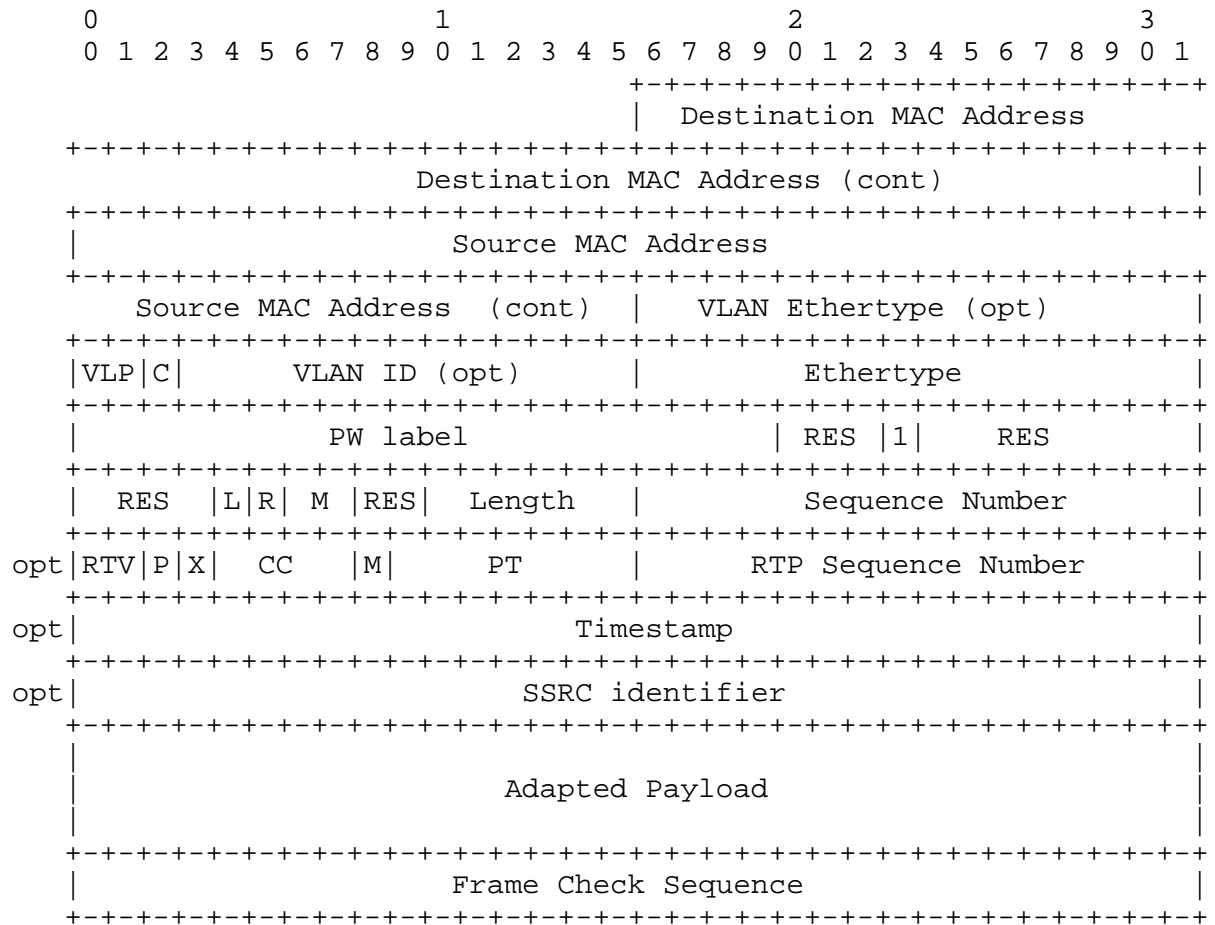 0                   1                   2                   3
    0 1 2 3 4 5 6 7 8 9 0 1 2 3 4 5 6 7 8 9 0 1 2 3 4 5 6 7 8 9 0 1
                                   +-+-+-+-+-+-+-+-+-+-+-+-+-+-+-+-+
                                   |  Destination MAC Address
   +-+-+-+-+-+-+-+-+-+-+-+-+-+-+-+-+-+-+-+-+-+-+-+-+-+-+-+-+-+-+-+-+
                       Destination MAC Address (cont)              |
   +-+-+-+-+-+-+-+-+-+-+-+-+-+-+-+-+-+-+-+-+-+-+-+-+-+-+-+-+-+-+-+-+
   |                     Source MAC Address
   +-+-+-+-+-+-+-+-+-+-+-+-+-+-+-+-+-+-+-+-+-+-+-+-+-+-+-+-+-+-+-+-+
       Source MAC Address  (cont)  |   VLAN Ethertype (opt)        |
   +-+-+-+-+-+-+-+-+-+-+-+-+-+-+-+-+-+-+-+-+-+-+-+-+-+-+-+-+-+-+-+-+
   |VLP|C|      VLAN ID (opt)      |         Ethertype             |
   +-+-+-+-+-+-+-+-+-+-+-+-+-+-+-+-+-+-+-+-+-+-+-+-+-+-+-+-+-+-+-+-+
   |              PW label                 | RES |1|    RES        |
   +-+-+-+-+-+-+-+-+-+-+-+-+-+-+-+-+-+-+-+-+-+-+-+-+-+-+-+-+-+-+-+-+
   |  RES  |L|R| M |RES|  Length   |         Sequence Number       |
   +-+-+-+-+-+-+-+-+-+-+-+-+-+-+-+-+-+-+-+-+-+-+-+-+-+-+-+-+-+-+-+-+
opt|RTV|P|X|  CC   |M|     PT      |      RTP Sequence Number      |
   +-+-+-+-+-+-+-+-+-+-+-+-+-+-+-+-+-+-+-+-+-+-+-+-+-+-+-+-+-+-+-+-+
opt|                            Timestamp                          |
   +-+-+-+-+-+-+-+-+-+-+-+-+-+-+-+-+-+-+-+-+-+-+-+-+-+-+-+-+-+-+-+-+
opt|                         SSRC identifier                       |
   +-+-+-+-+-+-+-+-+-+-+-+-+-+-+-+-+-+-+-+-+-+-+-+-+-+-+-+-+-+-+-+-+
   |                                                               |
   |                        Adapted Payload                        |
   |                                                               |
   +-+-+-+-+-+-+-+-+-+-+-+-+-+-+-+-+-+-+-+-+-+-+-+-+-+-+-+-+-+-+-+-+
   |                     Frame Check Sequence                      |
   +-+-+-+-+-+-+-+-+-+-+-+-+-+-+-+-+-+-+-+-+-+-+-+-+-+-+-+-+-+-+-+-+